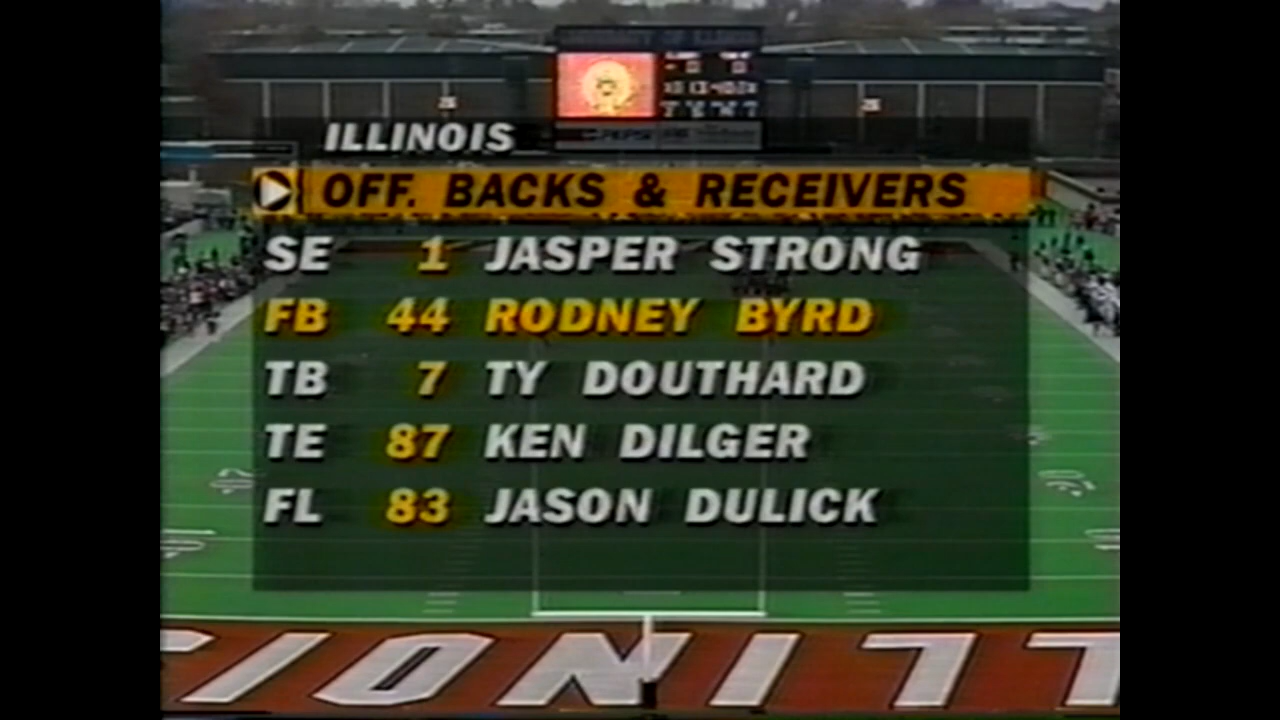 ILLINOIS
OFF. BACKS & RECEIVERS
SE 1 JASPER STRONG
FB 44 RODNEY BYRD
TB 7 TY DOUTHARD
TE 87 KEN DILGER
FL 83 JASON DULICK
ILLINOIS